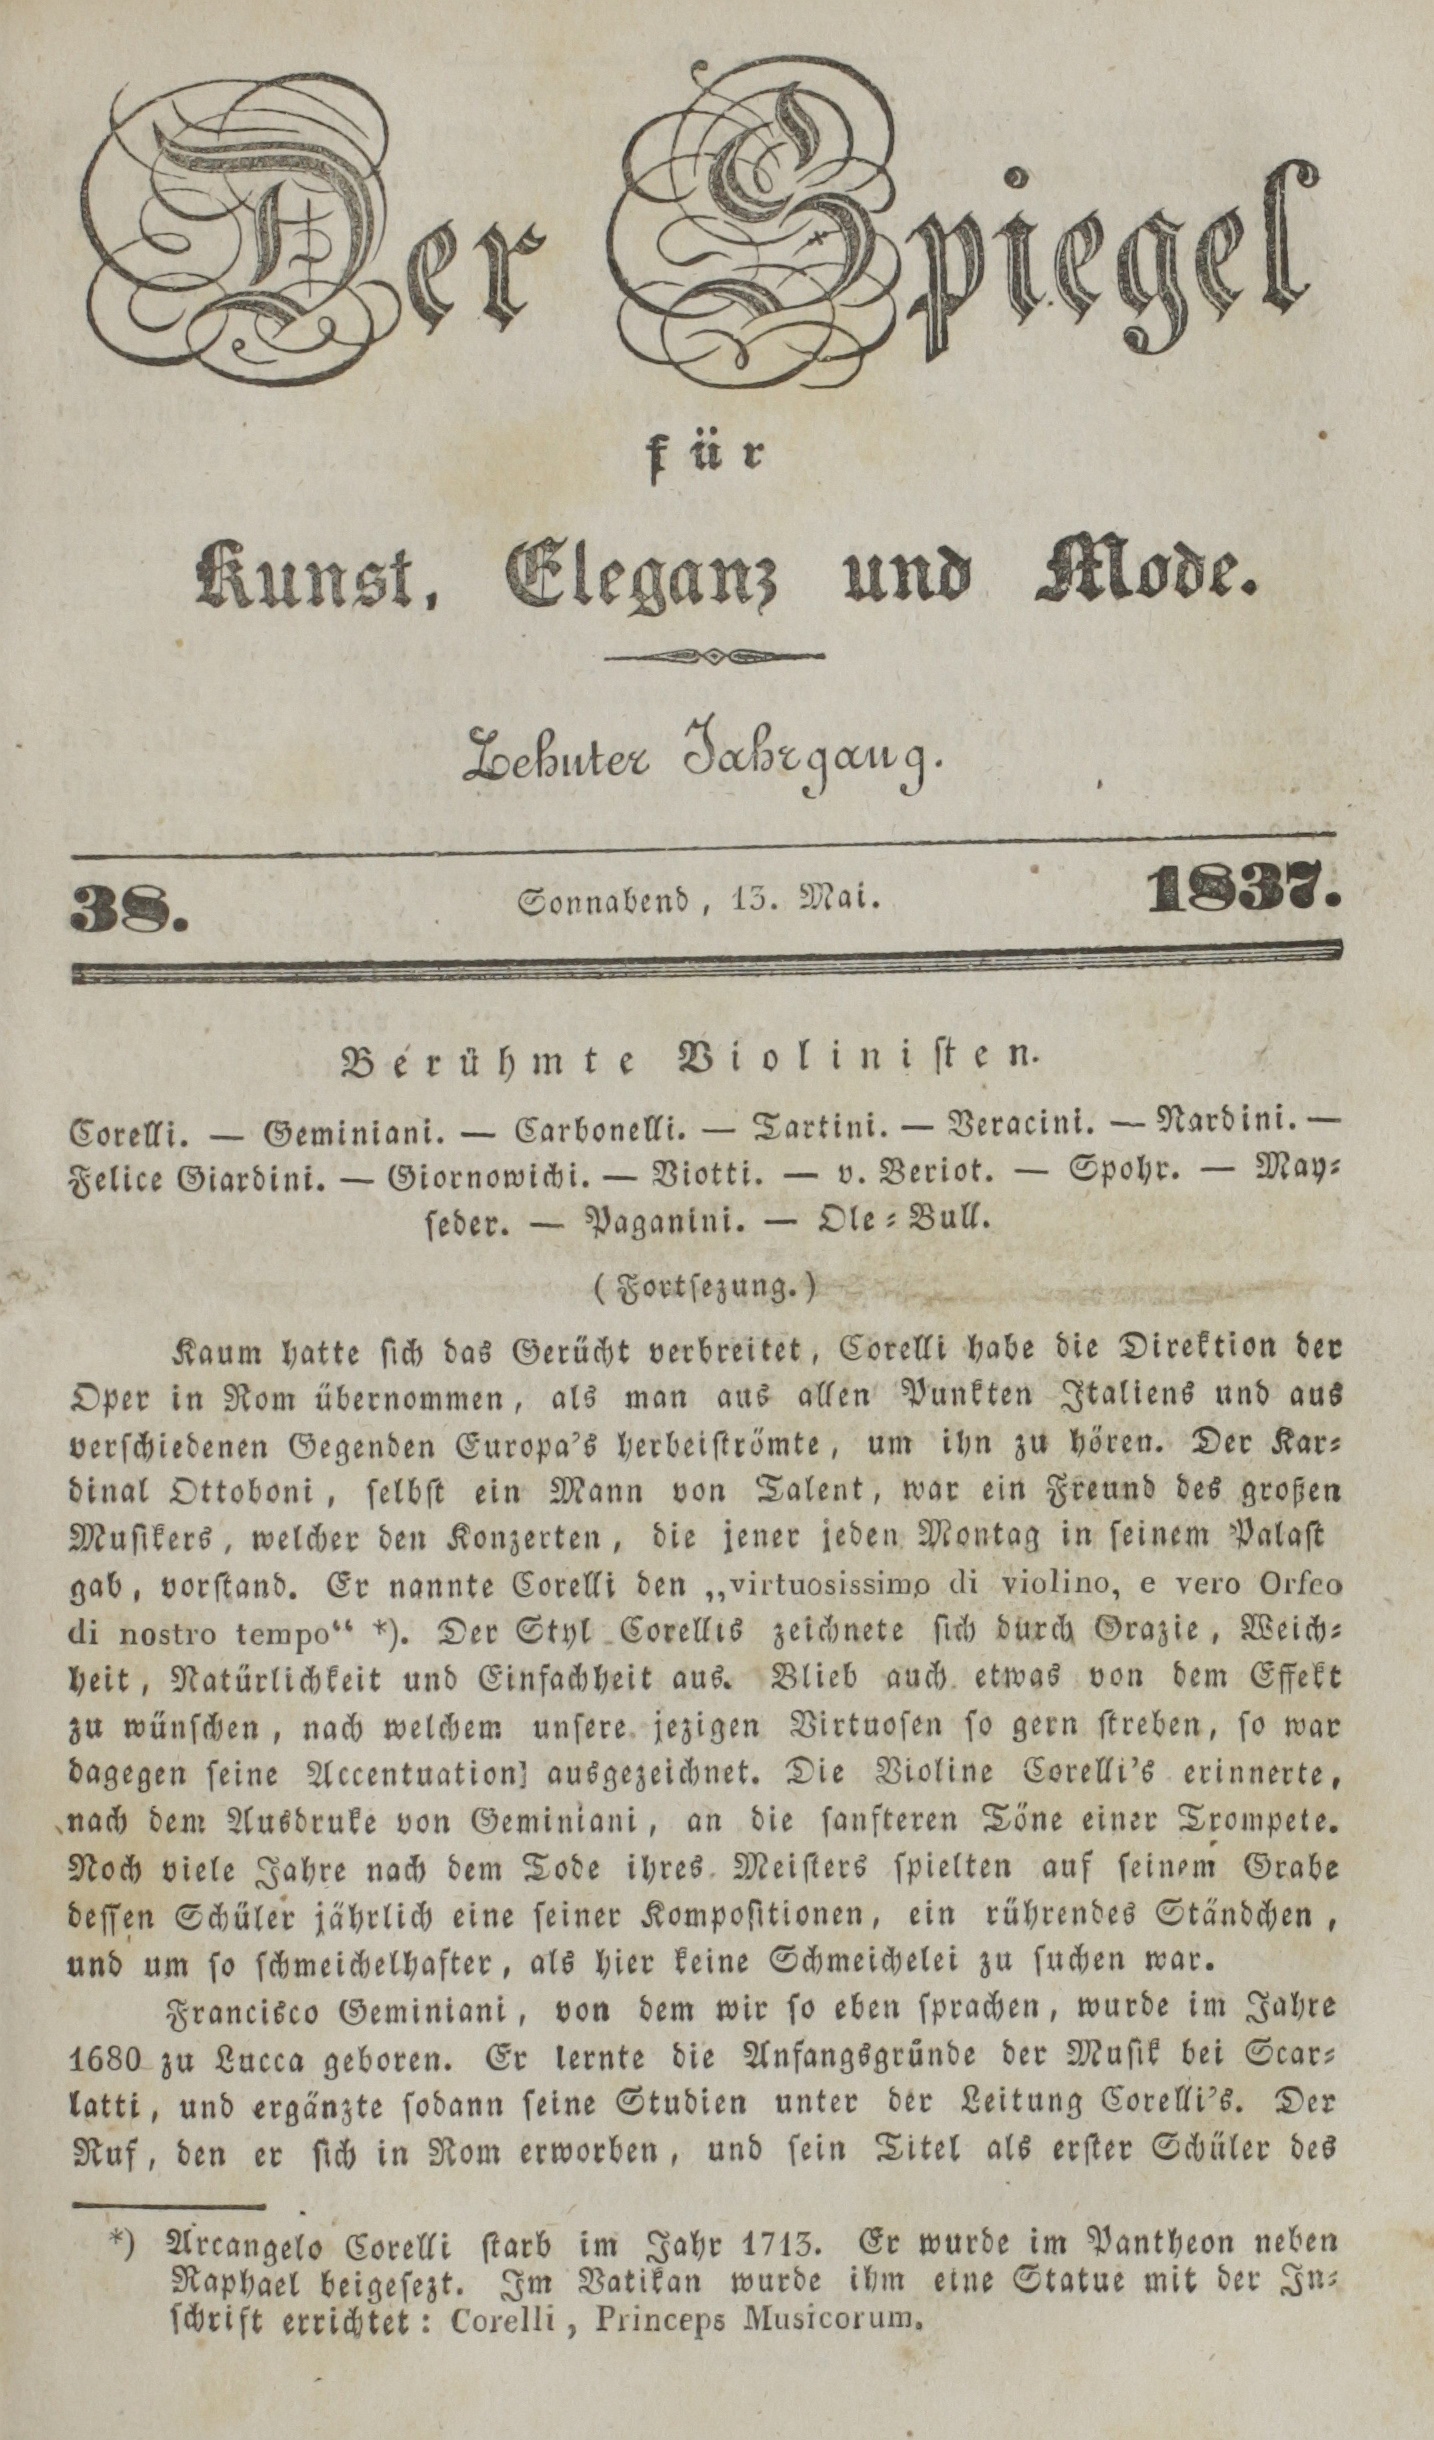 Der Spiegel
für
Kunst, Eleganz und Mode.
Zehnter Jahrgang.
38. Sonnabend, 13. Mai. 1837.
Berühmte Violinisten.
Corelli. — Geminiani. — Carbonelli. — Tartini. — Veracini. — Nardini. —
Felice Giardini. — Giornowichi. — Viotti. — v. Beriot. — Spohr. — May-
seder. — Paganini. — Ole-Bull.
(Fortsezung.)
Kaum hatte sich das Gerücht verbreitet, Corelli habe die Direktion der
Oper in Rom übernommen, als man aus allen Punkten Italiens und aus
verschiedenen Gegenden Europa's herbeiströmte, um ihn zu hören. Der Kar-
dinal Ottoboni, selbst ein Mann von Talent, war ein Freund des großen
Musikers, welcher den Konzerten, die jener jeden Montag in seinem Palast
gab, vorstand. Er nannte Corelli den „virtuosissimo di violino, e vero Orfeo
di nostro tempo“ *). Der Styl Corellis zeichnete sich durch Grazie, Weich-
heit, Natürlichkeit und Einfachheit aus. Blieb auch etwas von dem Effekt
zu wünschen, nach welchem unsere jezigen Virtuosen so gern streben, so war
dagegen seine Accentuation] ausgezeichnet. Die Violine Corelli's erinnerte,
nach dem Ausdruke von Geminiani, an die sanfteren Töne einer Trompete.
Noch viele Jahre nach dem Tode ihres Meisters spielten auf seinem Grabe
dessen Schüler jährlich eine seiner Kompositionen, ein rührendes Ständchen,
und um so schmeichelhafter, als hier keine Schmeichelei zu suchen war.
Francisco Geminiani, von dem wir so eben sprachen, wurde im Jahre
1680 zu Lucca geboren. Er lernte die Anfangsgründe der Musik bei Scar-
latti, und ergänzte sodann seine Studien unter der Leitung Corelli's. Der
Ruf, den er sich in Rom erworben, und sein Titel als erster Schüler des
*) Arcangelo Corelli starb im Jahr 1713. Er wurde im Pantheon neben
Raphael beigesezt. Im Vatikan wurde ihm eine Statue mit der In-
schrift errichtet: Corelli, Princeps Musicorum.